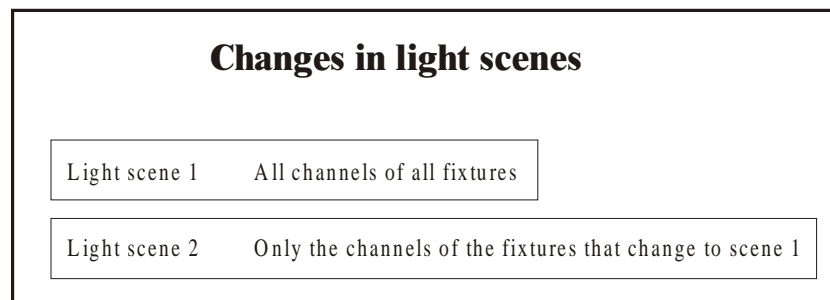 Changes in light scenes
Light scene 1 All channels of all fixtures
Light scene 2 Only the channels of the fixtures that change to scene 1